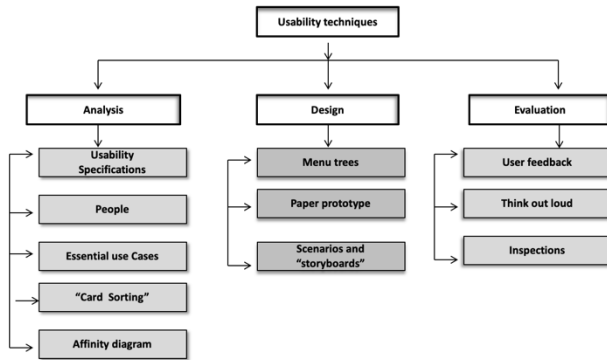 Usability techniques
Analysis
Design
Evaluation
Usability
Specifications
People
Essential use Cases
“Card Sorting”
Affinity diagram
Menu trees
Paper prototype
Scenarios and
“storyboards”
User feedback
Think out loud
Inspections